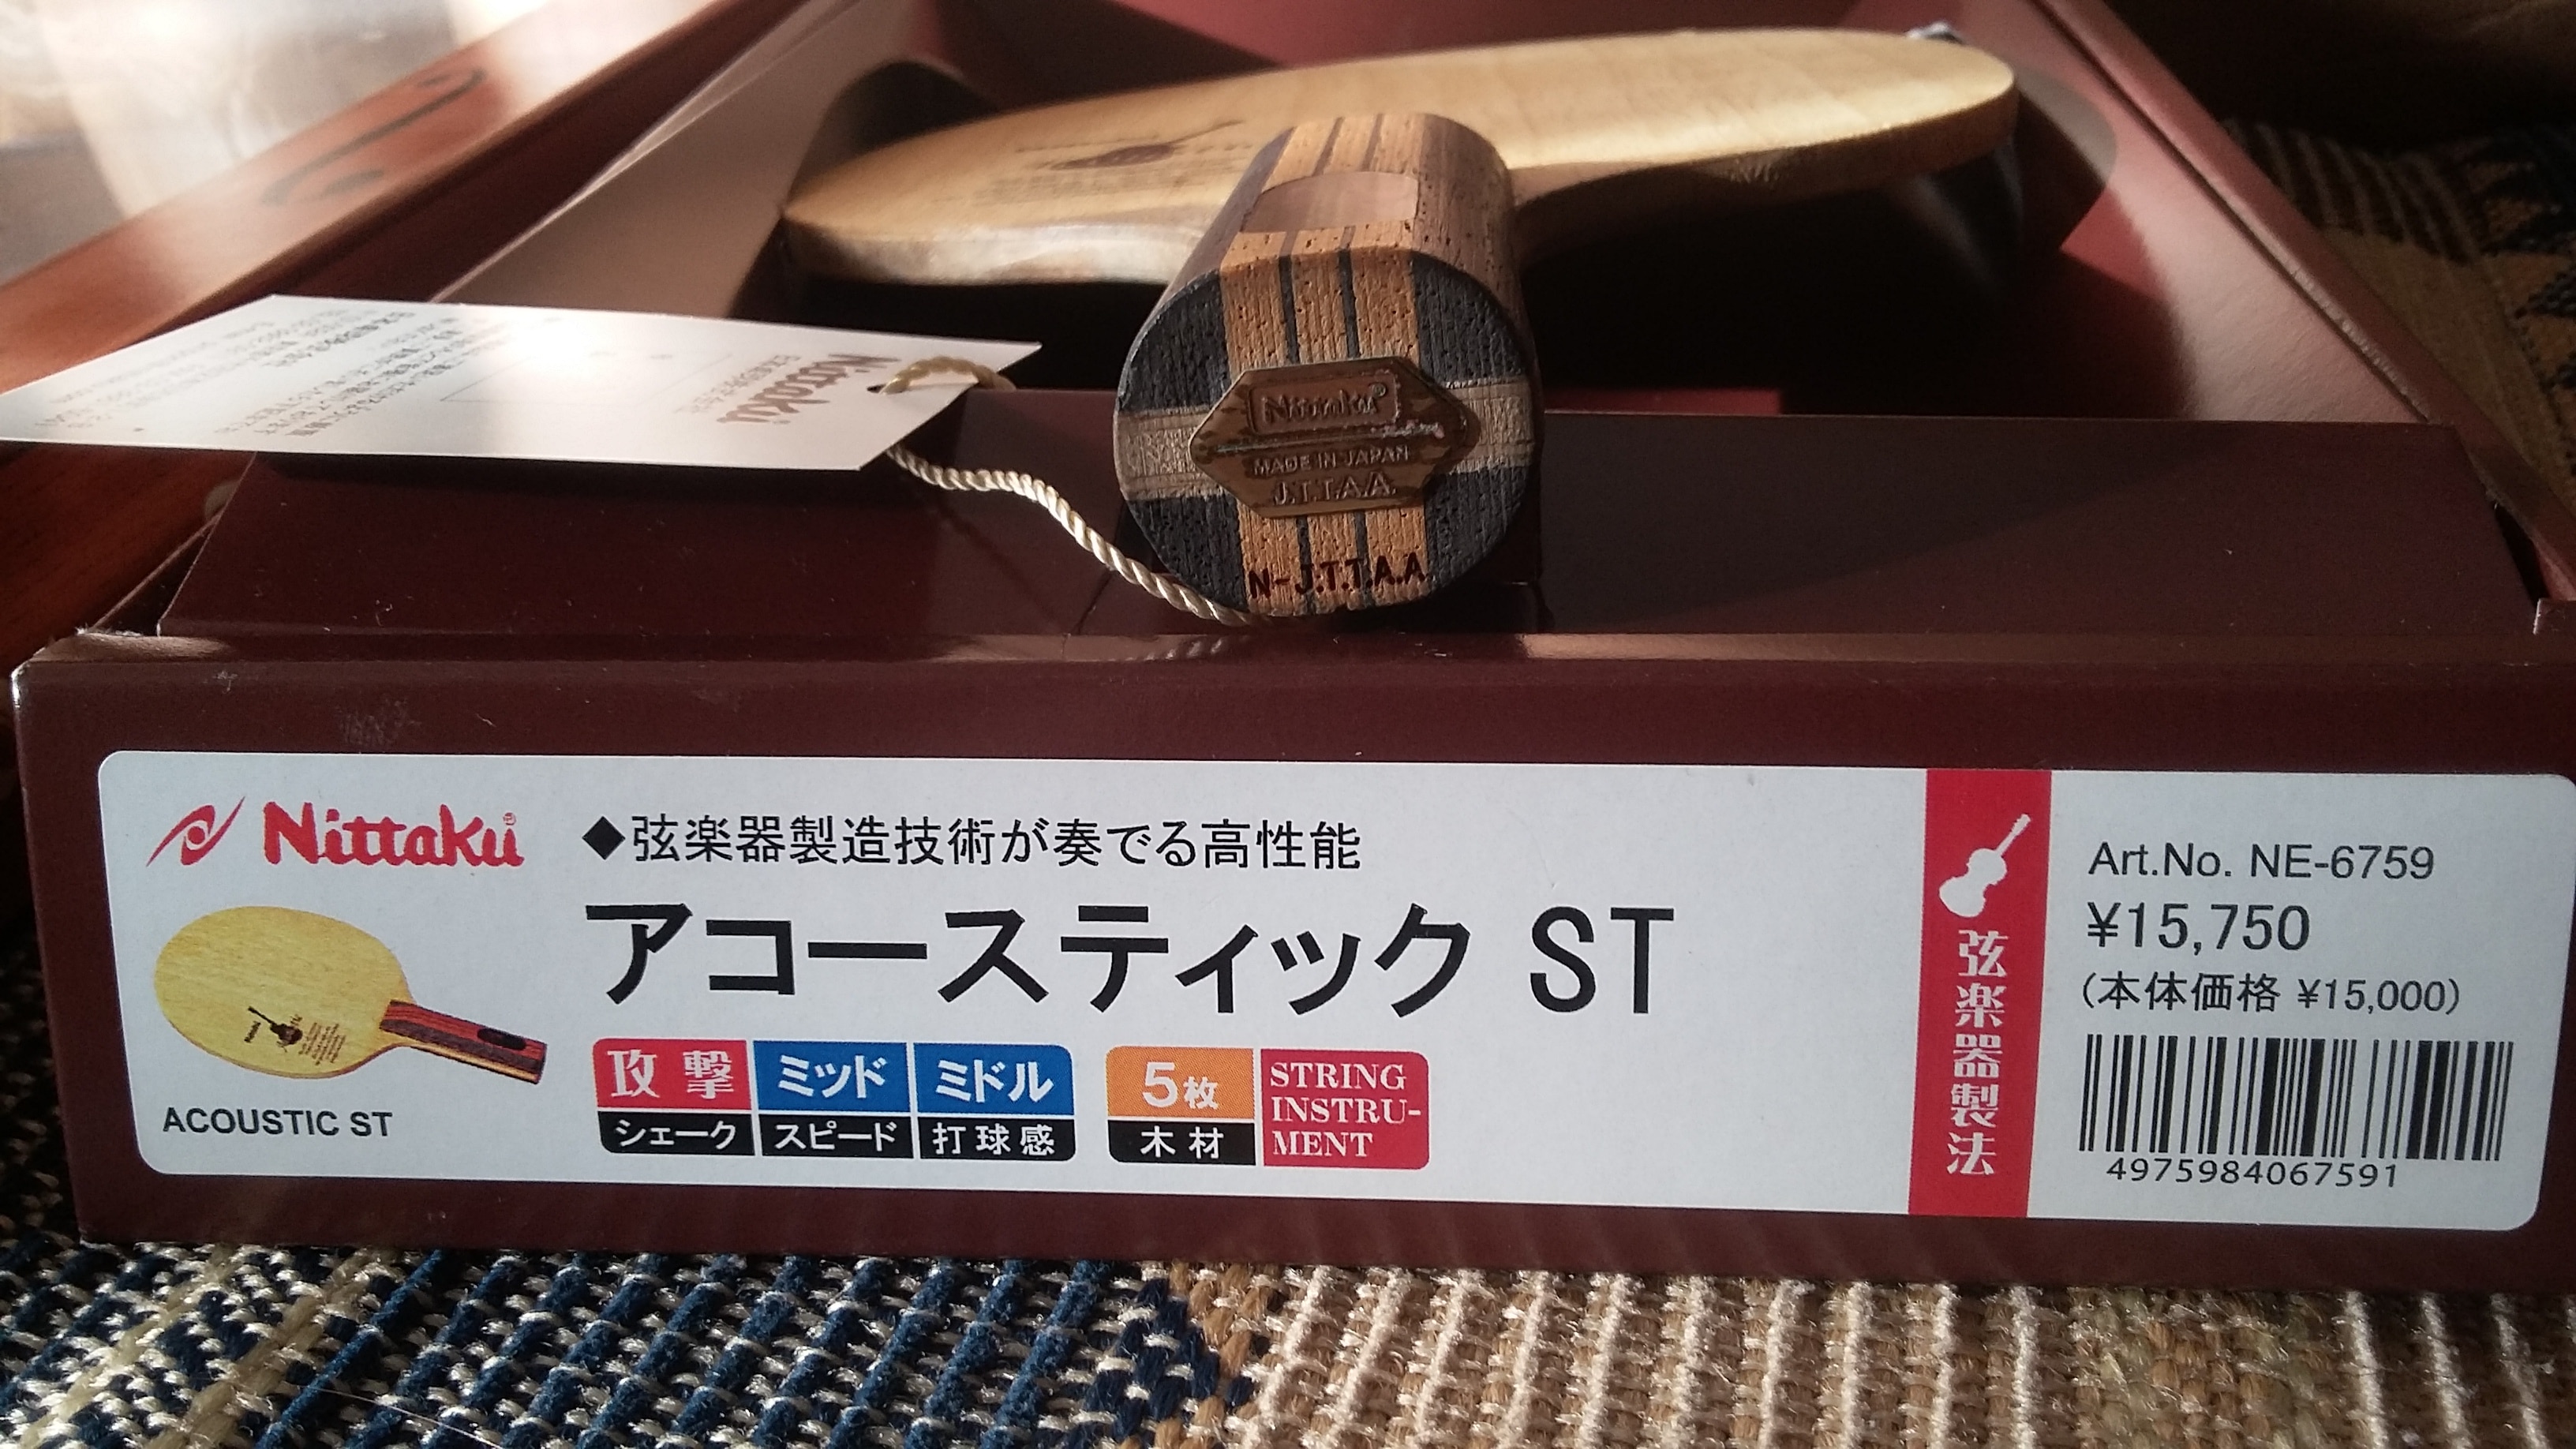 Nittaku
Nittaku
MADE IN JAPAN
J.T.T.A.A
N-J.T.T.A.A
Nittaku
◆弦楽器製造技術が奏でる高性能
アコースティック ST
ACOUSTIC ST
攻撃
シェーク
ミッド
スピード
ミドル
打球感
5枚
木材
STRING
INSTRU-
MENT
弦楽器製法
Art.No. NE-6759
¥15,750
(本体価格 ¥15,000)
4975984067591